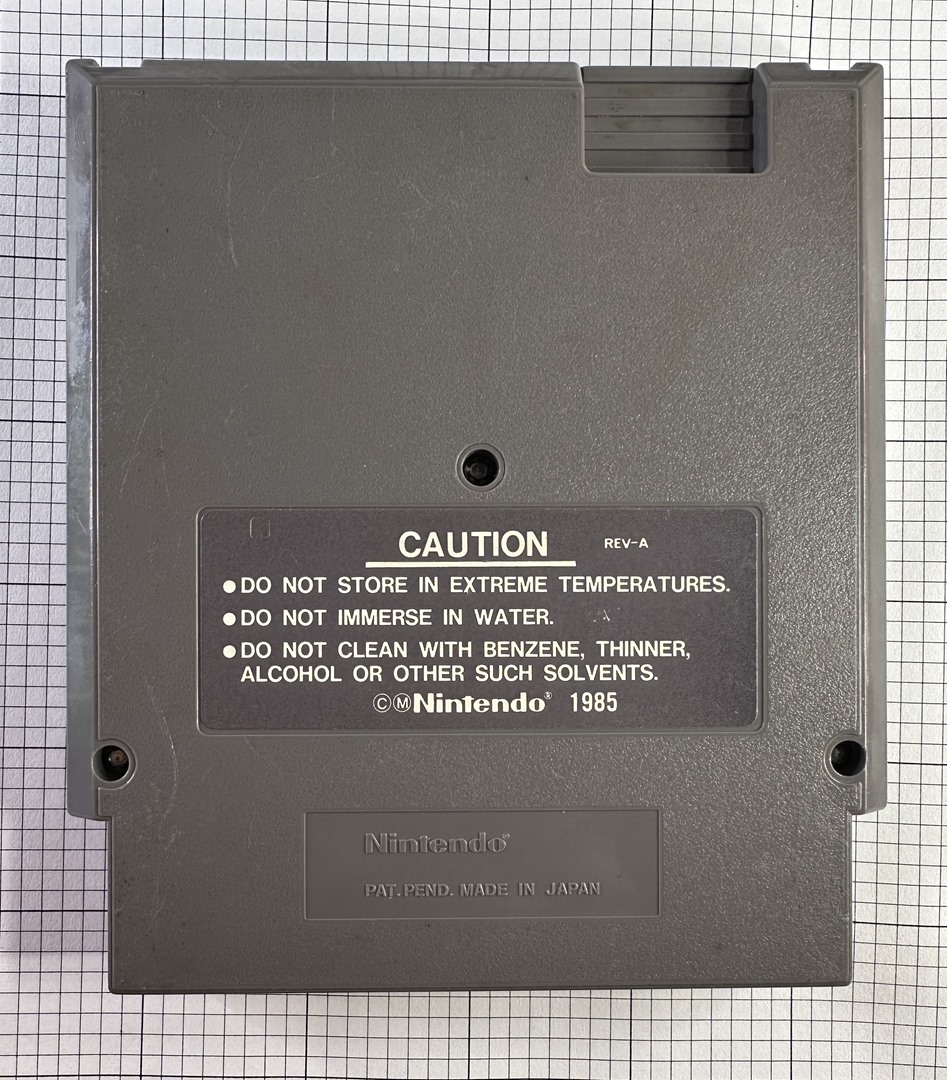 CAUTION REV-A
●DO NOT STORE IN EXTREME TEMPERATURES.
●DO NOT IMMERSE IN WATER.
●DO NOT CLEAN WITH BENZENE, THINNER,
ALCOHOL OR OTHER SUCH SOLVENTS.
©ⓂNintendo® 1985
Nintendo®
PAT. PEND. MADE IN JAPAN